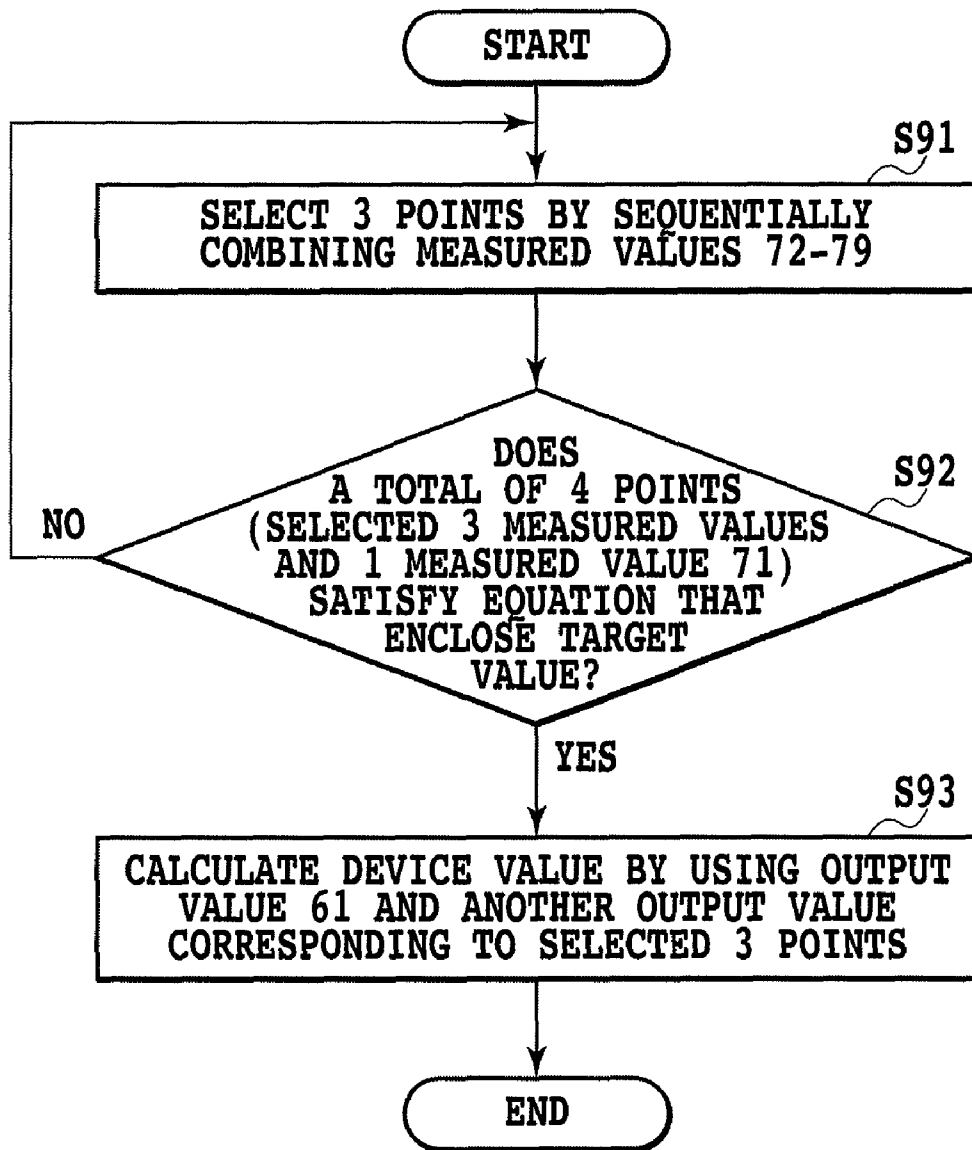 START
S91
SELECT 3 POINTS BY SEQUENTIALLY
COMBINING MEASURED VALUES 72-79
DOES
A TOTAL OF 4 POINTS
(SELECTED 3 MEASURED VALUES
AND 1 MEASURED VALUE 71)
SATISFY EQUATION THAT
ENCLOSE TARGET
VALUE?
S92
NO
YES
S93
CALCULATE DEVICE VALUE BY USING OUTPUT
VALUE 61 AND ANOTHER OUTPUT VALUE
CORRESPONDING TO SELECTED 3 POINTS
END